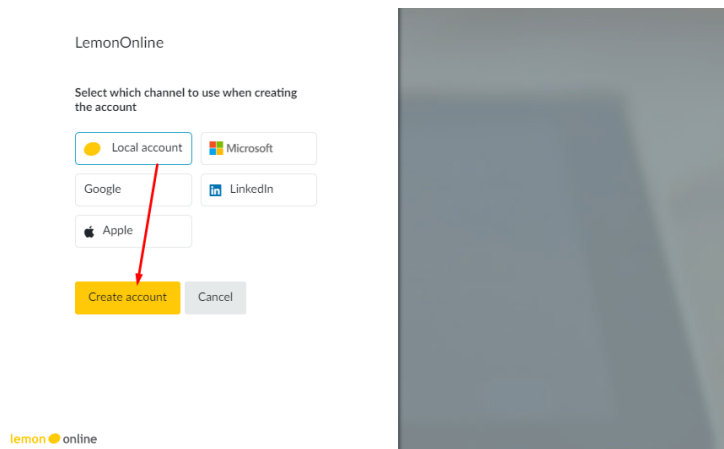 LemonOnline
Select which channel to use when creating
the account
Local account
Microsoft
Google
LinkedIn
Apple
Create account
Cancel
lemon online